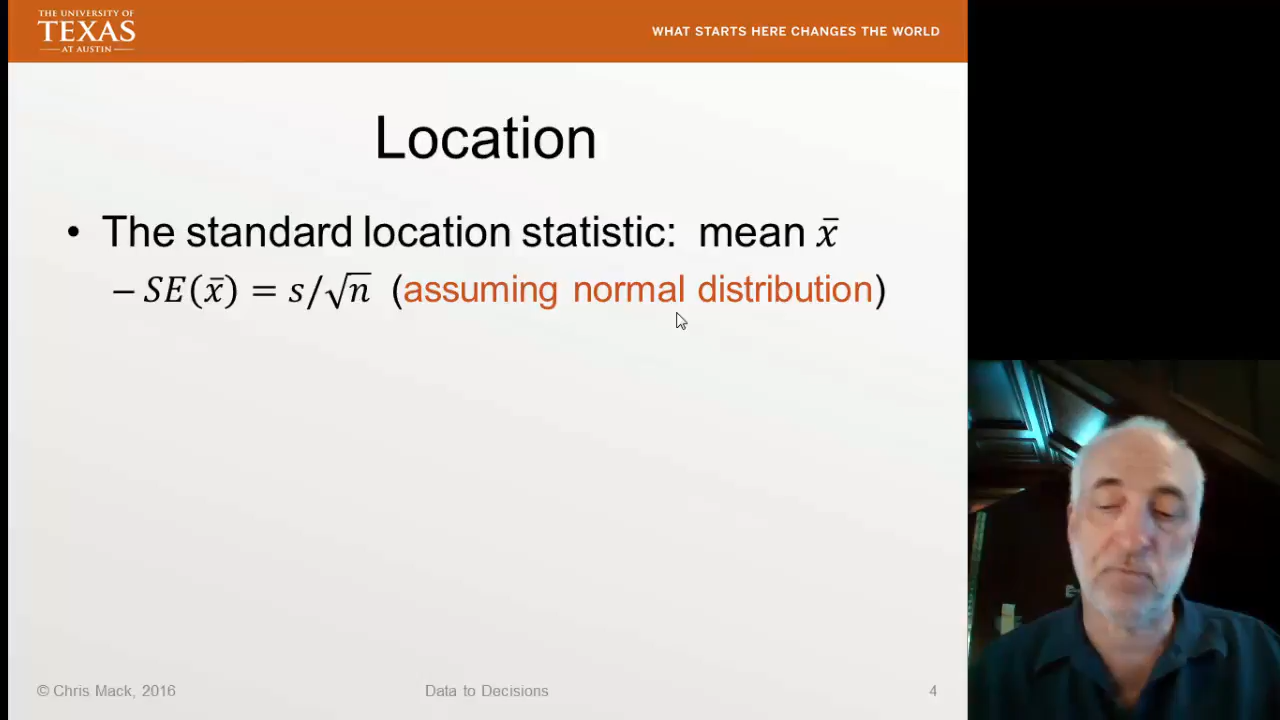 THE UNIVERSITY OF
TEXAS
AT AUSTIN
WHAT STARTS HERE CHANGES THE WORLD
Location
• The standard location statistic: mean x̄
– SE(x̄) = s/√n (assuming normal distribution)
© Chris Mack, 2016
Data to Decisions
4